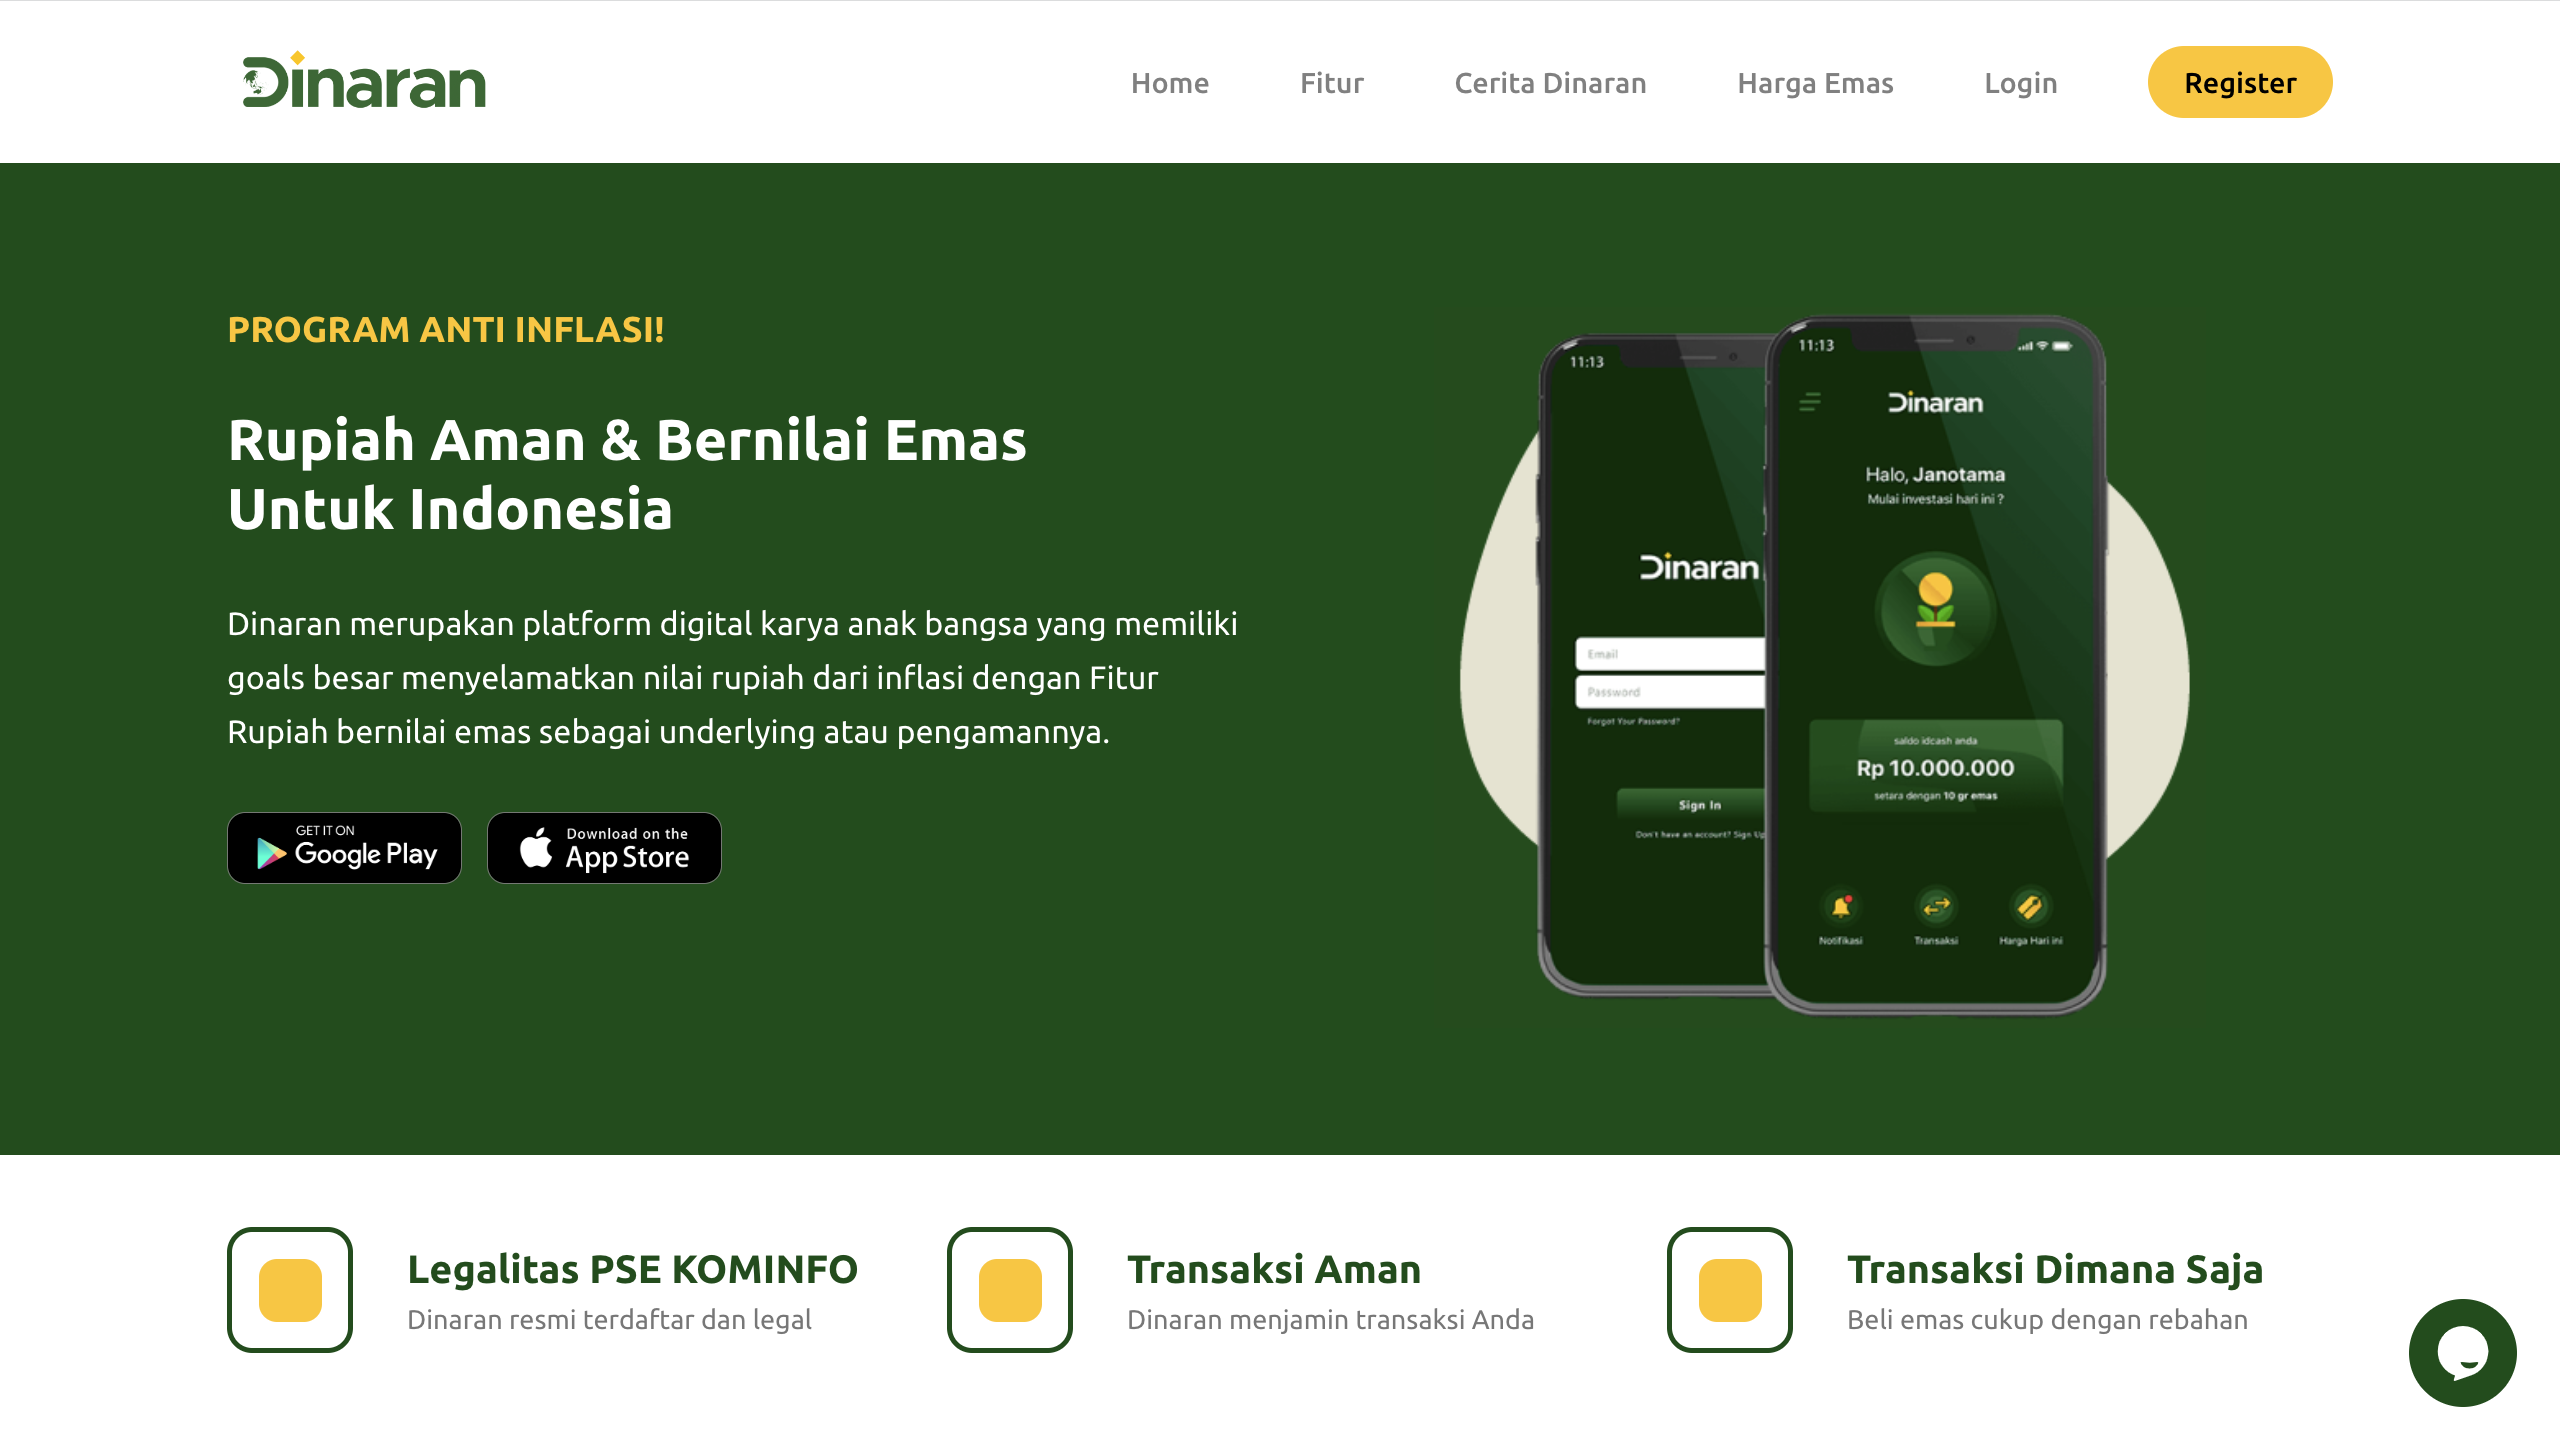 Dinaran
Home
Fitur
Cerita Dinaran
Harga Emas
Login
Register
PROGRAM ANTI INFLASI!
Rupiah Aman & Bernilai Emas
Untuk Indonesia
Dinaran merupakan platform digital karya anak bangsa yang memiliki
goals besar menyelamatkan nilai rupiah dari inflasi dengan Fitur
Rupiah bernilai emas sebagai underlying atau pengamannya.
GET IT ON
Google Play
Download on the
App Store
11:13
Dinaran
Email
Password
Forgot Your Password?
Sign In
Don't have an account? Sign Up
11:13
Dinaran
Halo, Janotama
Mulai investasi hari ini ?
saldo idcash anda
Rp 10.000.000
setara dengan 10 gr emas
Notifikasi
Transaksi
Harga Hari ini
Legalitas PSE KOMINFO
Dinaran resmi terdaftar dan legal
Transaksi Aman
Dinaran menjamin transaksi Anda
Transaksi Dimana Saja
Beli emas cukup dengan rebahan